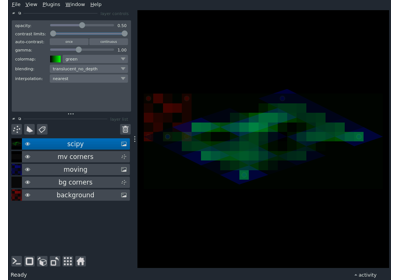 File View Plugins Window Help
layer controls
opacity: 0.50
contrast limits:
auto-contrast: once continuous
gamma: 1.00
colormap: green
blending: translucent_no_depth
interpolation: nearest
layer list
scipy
mv corners
moving
bg corners
background
Ready activity